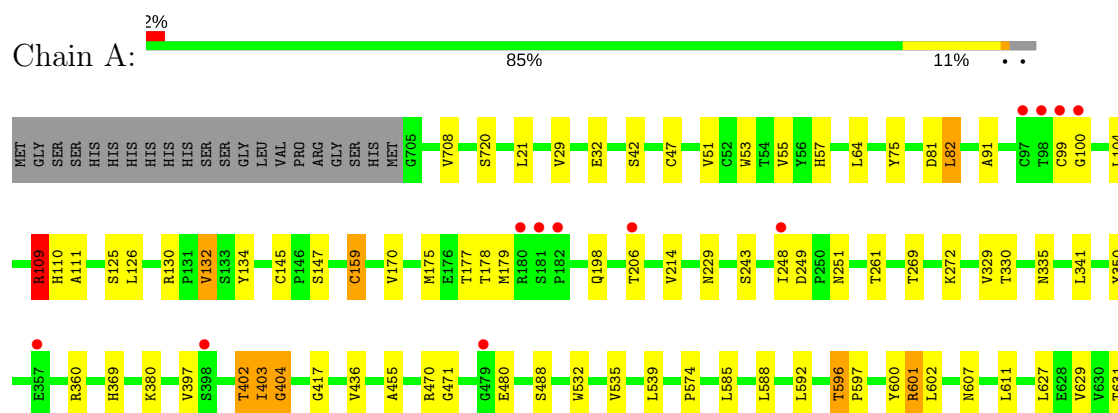 2%
Chain A:
85% 11% • •
MET GLY SER SER HIS HIS HIS HIS HIS HIS SER SER GLY LEU VAL PRO ARG GLY SER HIS MET G705 V708 S720 L21 V29 E32 S42 C47 V51 C52 W53 T54 V55 Y56 H57 L64 Y75 D81 L82 A91 C97 T98 C99 G100 L104
R109 H110 A111 S125 L126 R130 P131 V132 S133 Y134 C145 P146 S147 C159 V170 M175 E176 T177 T178 M179 R180 S181 P182 Q198 T206 V214 N229 S243 I248 D249 P250 N251 T261 T269 K272 V329 T330 N335 L341 Y350
E357 R360 H369 K380 V397 S398 T402 I403 G404 G417 V436 A455 R470 G471 G479 E480 S488 W532 V535 L539 P574 L585 L588 L592 T596 P597 Y600 R601 L602 N607 L611 L627 E628 V629 V630 T631